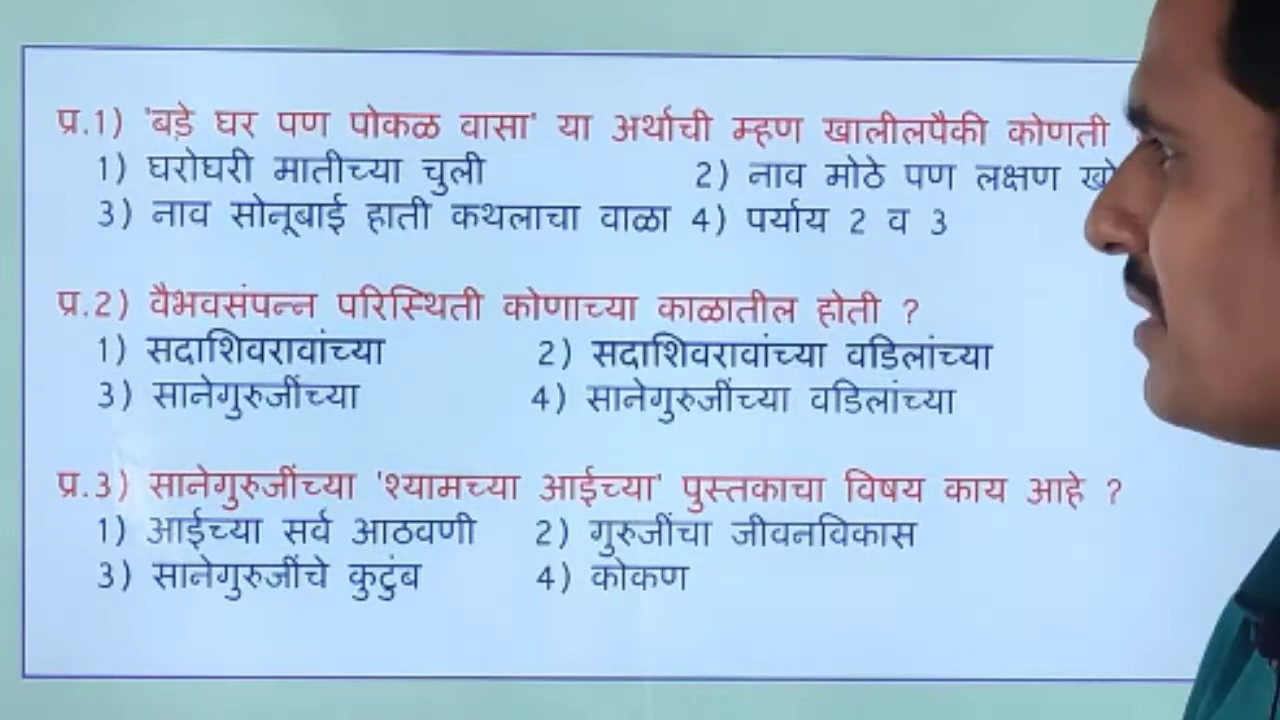 प्र.1) 'बड़े घर पण पोकळ वासा' या अर्थाची म्हण खालीलपैकी कोणती
1) घरोघरी मातीच्या चुली 2) नाव मोठे पण लक्षण
3) नाव सोनूबाई हाती कथलाचा वाळा 4) पर्याय 2 व 3
प्र.2) वैभवसंपन्न परिस्थिती कोणाच्या काळातील होती ?
1) सदाशिवरावांच्या 2) सदाशिवरावांच्या वडिलांच्या
3) सानेगुरुजींच्या 4) सानेगुरुजींच्या वडिलांच्या
प्र.3) सानेगुरुजींच्या 'श्यामच्या आईच्या' पुस्तकाचा विषय काय आहे ?
1) आईच्या सर्व आठवणी 2) गुरुजींचा जीवनविकास
3) सानेगुरुजींचे कुटुंब 4) कोकण